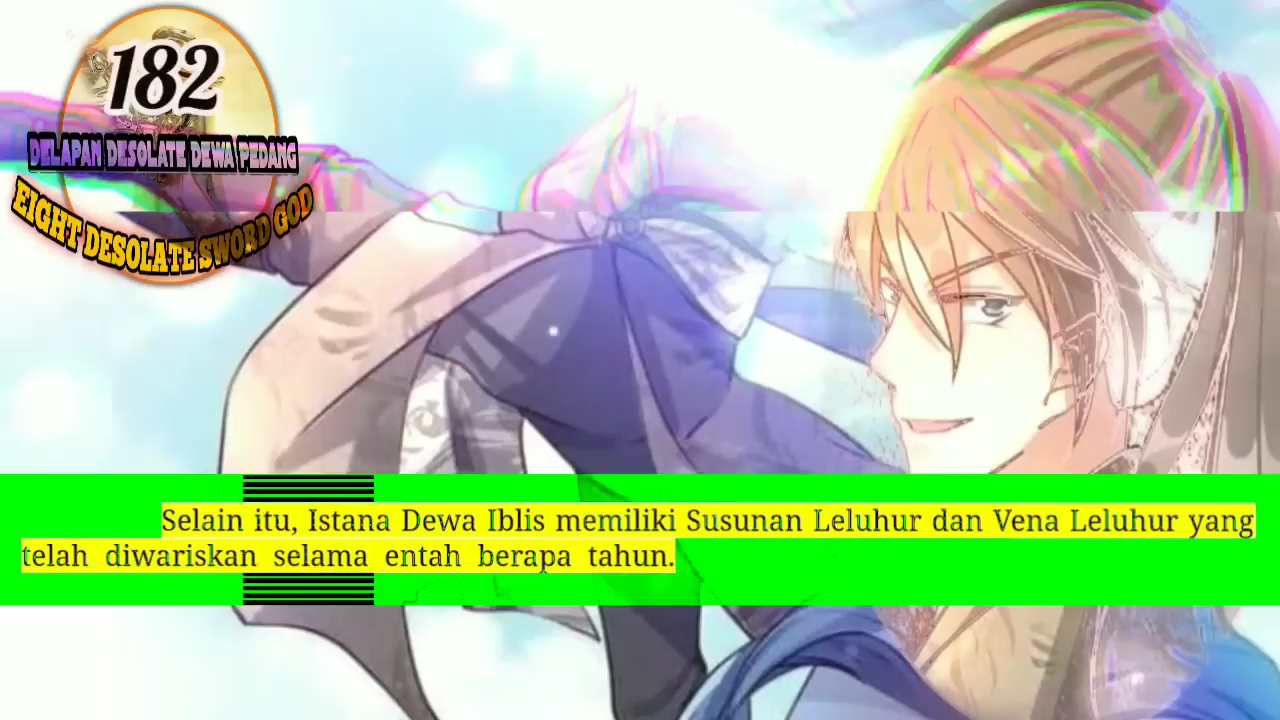 182
DELAPAN DESOLATE DEWA PEDANG
EIGHT DESOLATE SWORD GOD
Selain itu, Istana Dewa Iblis memiliki Susunan Leluhur dan Vena Leluhur yang
telah diwariskan selama entah berapa tahun.